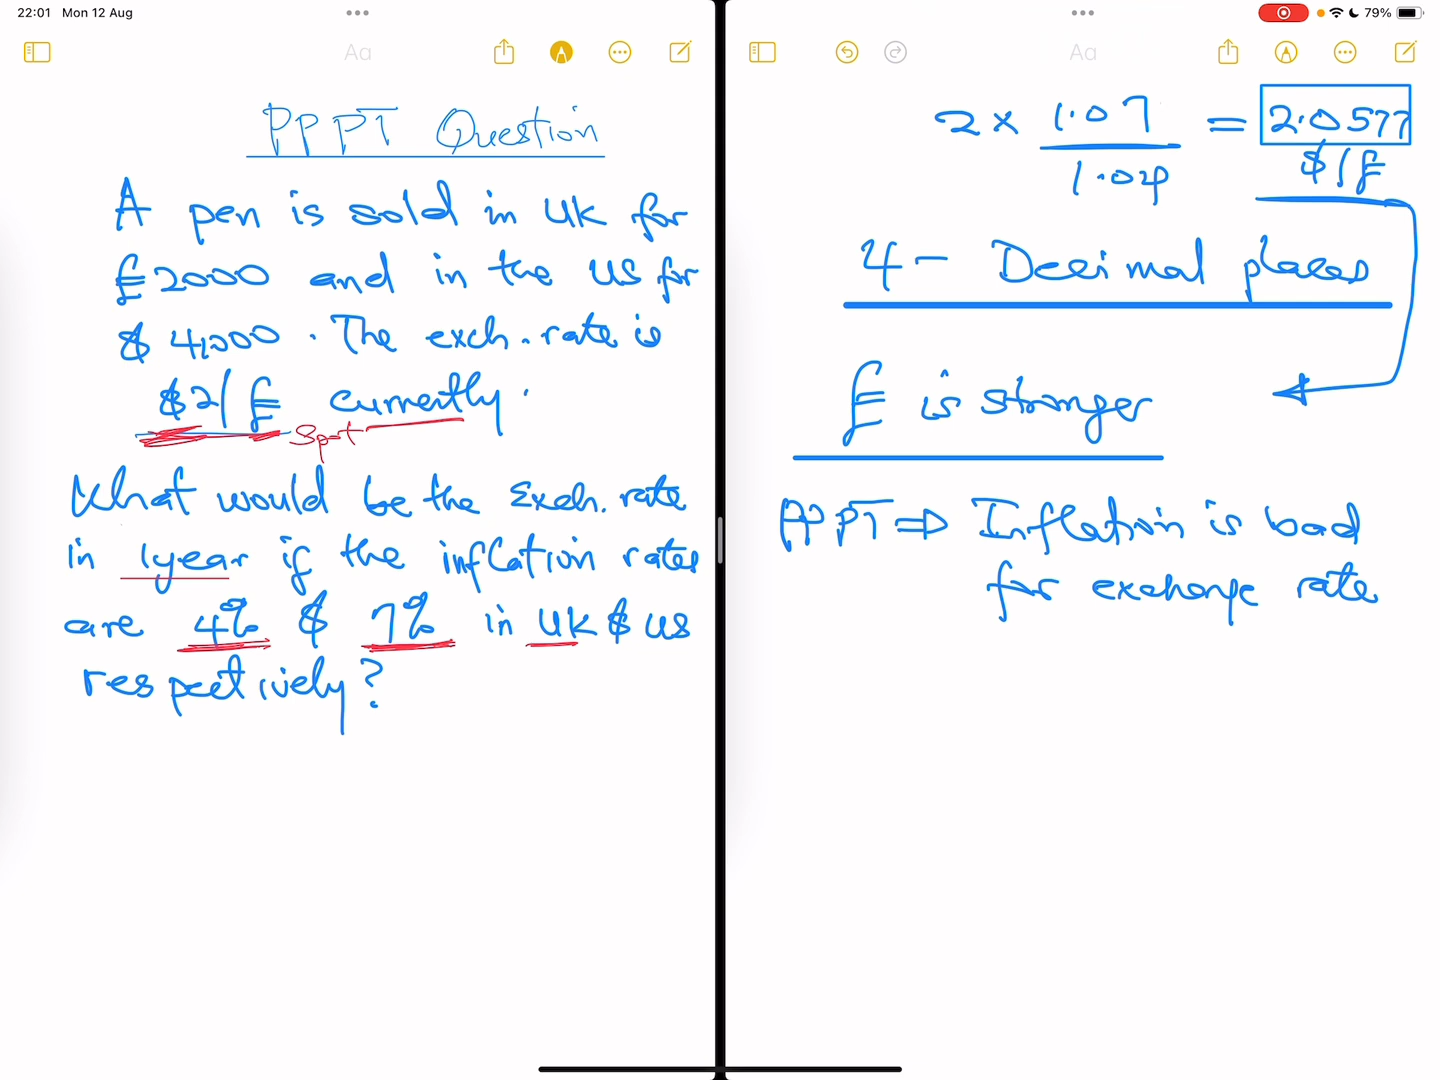 22:01 Mon 12 Aug
79%
Aa
Aa
PPPT Question
A pen is sold in UK for
£2000 and in the US for
$4,000. The exch. rate is
$2/£ currently.
Spot
What would be the Exch. rate
in 1year if the inflation rates
are 4% $ 7% in UK $ US
respectively?
2 × 1.07 = 2.0577
1.04 $/£
4 - Decimal places
£ is stronger
PPPT ⇒ Inflation is bad
for exchange rate